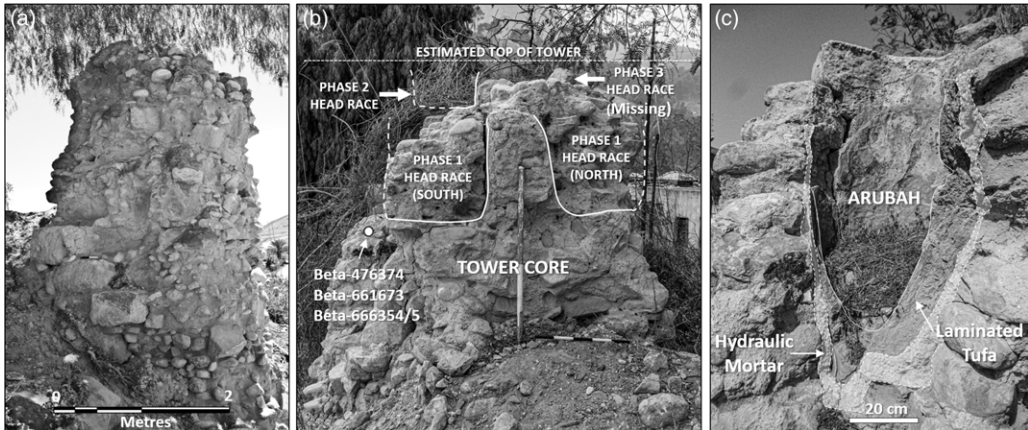 (a)
0 2
Metres
(b)
ESTIMATED TOP OF TOWER
PHASE 2
HEAD RACE
PHASE 3
HEAD RACE
(Missing)
PHASE 1
HEAD RACE
(SOUTH)
PHASE 1
HEAD RACE
(NORTH)
TOWER CORE
Beta-476374
Beta-661673
Beta-666354/5
(c)
ARUBAH
Hydraulic
Mortar
Laminated
Tufa
20 cm